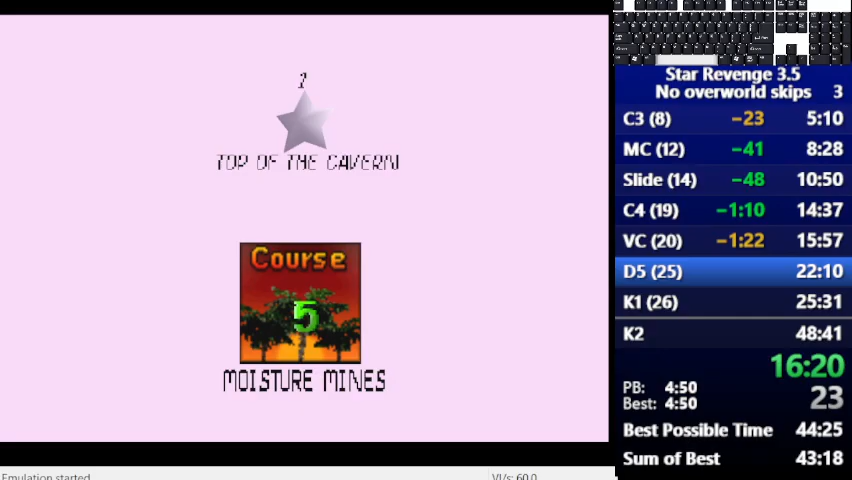 1
TOP OF THE CAVERN
Course
5
MOISTURE MINES
Emulation started
VI/s: 60.0
Star Revenge 3.5
No overworld skips 3
C3 (8) -23 5:10
MC (12) -41 8:28
Slide (14) -48 10:50
C4 (19) -1:10 14:37
VC (20) -1:22 15:57
D5 (25) 22:10
K1 (26) 25:31
K2 48:41
16:20
PB: 4:50
Best: 4:50
23
Best Possible Time 44:25
Sum of Best 43:18